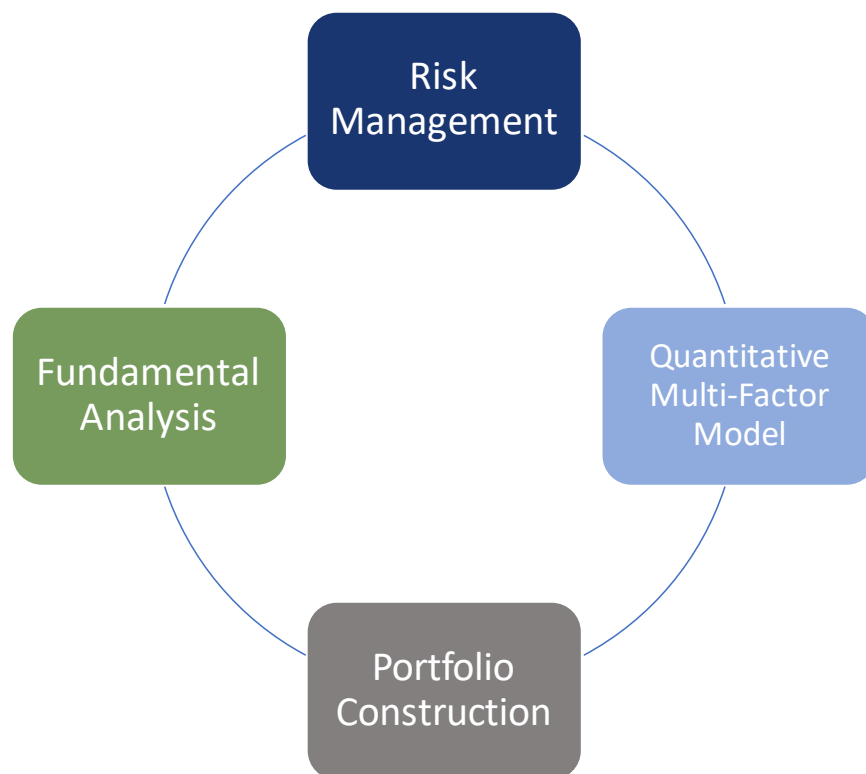 Risk
Management
Fundamental
Analysis
Quantitative
Multi-Factor
Model
Portfolio
Construction